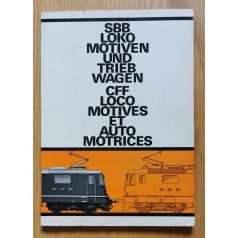 SBB
LOKO
MOTIVEN
UND
TRIEB
WAGEN
CFF
LOCO
MOTIVES
ET
AUTO
MOTRICES